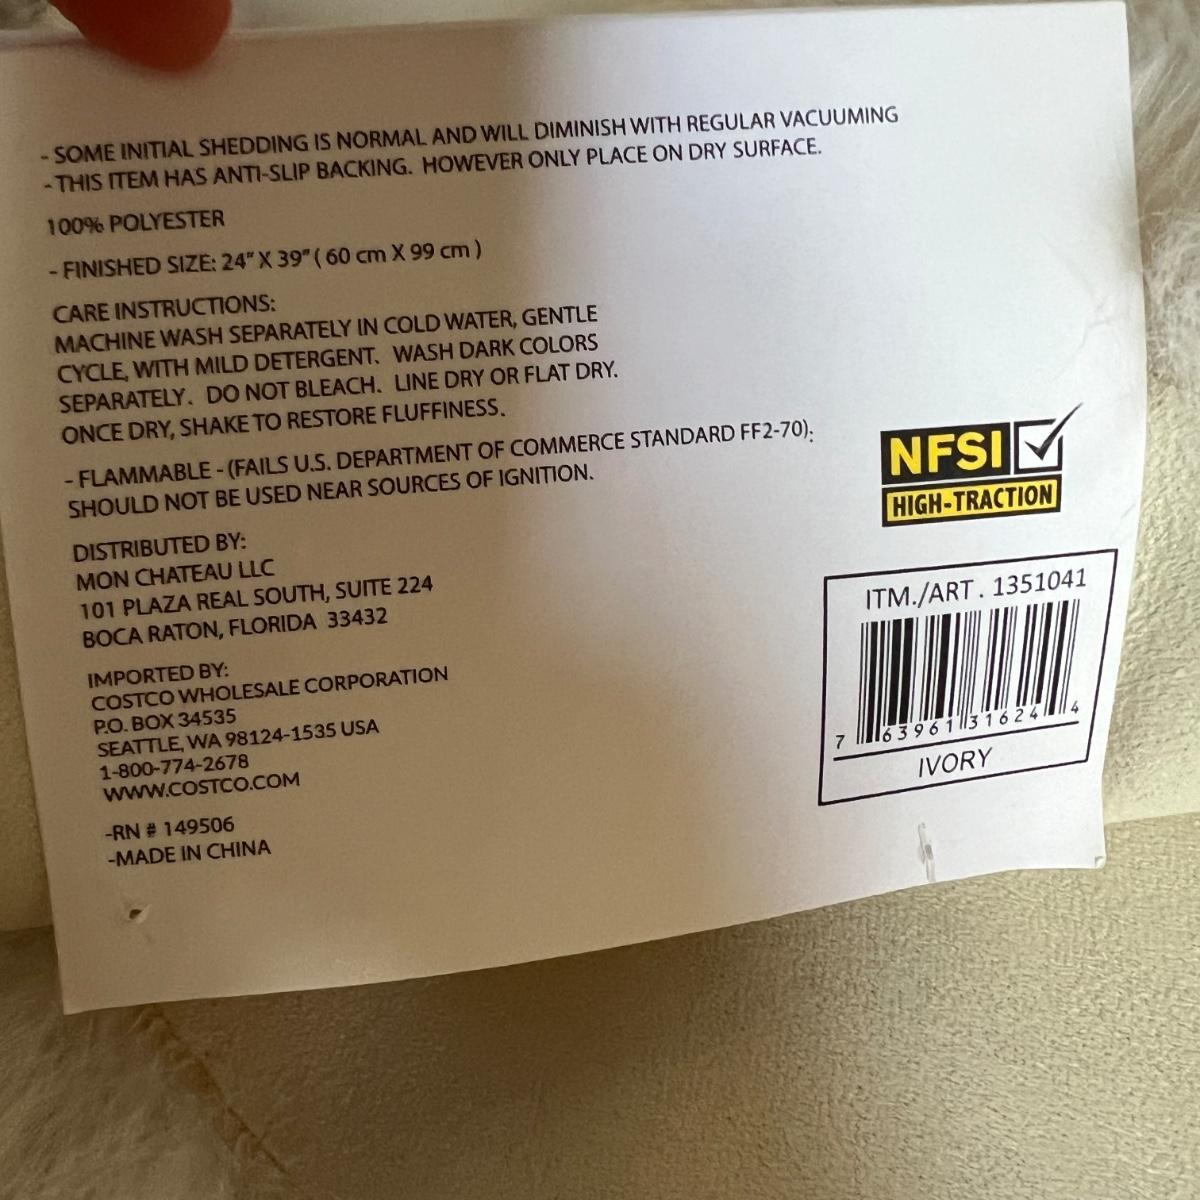 - SOME INITIAL SHEDDING IS NORMAL AND WILL DIMINISH WITH REGULAR VACUUMING
- THIS ITEM HAS ANTI-SLIP BACKING. HOWEVER ONLY PLACE ON DRY SURFACE.
100% POLYESTER
- FINISHED SIZE: 24" X 39" ( 60 cm X 99 cm )
CARE INSTRUCTIONS:
MACHINE WASH SEPARATELY IN COLD WATER, GENTLE
CYCLE, WITH MILD DETERGENT. WASH DARK COLORS
SEPARATELY. DO NOT BLEACH. LINE DRY OR FLAT DRY.
ONCE DRY, SHAKE TO RESTORE FLUFFINESS.
- FLAMMABLE - (FAILS U.S. DEPARTMENT OF COMMERCE STANDARD FF2-70):
SHOULD NOT BE USED NEAR SOURCES OF IGNITION.
DISTRIBUTED BY:
MON CHATEAU LLC
101 PLAZA REAL SOUTH, SUITE 224
BOCA RATON, FLORIDA 33432
IMPORTED BY:
COSTCO WHOLESALE CORPORATION
P.O. BOX 34535
SEATTLE, WA 98124-1535 USA
1-800-774-2678
WWW.COSTCO.COM
-RN # 149506
-MADE IN CHINA
NFSI
HIGH-TRACTION
ITM./ART. 1351041
7 63961 31624 4
IVORY